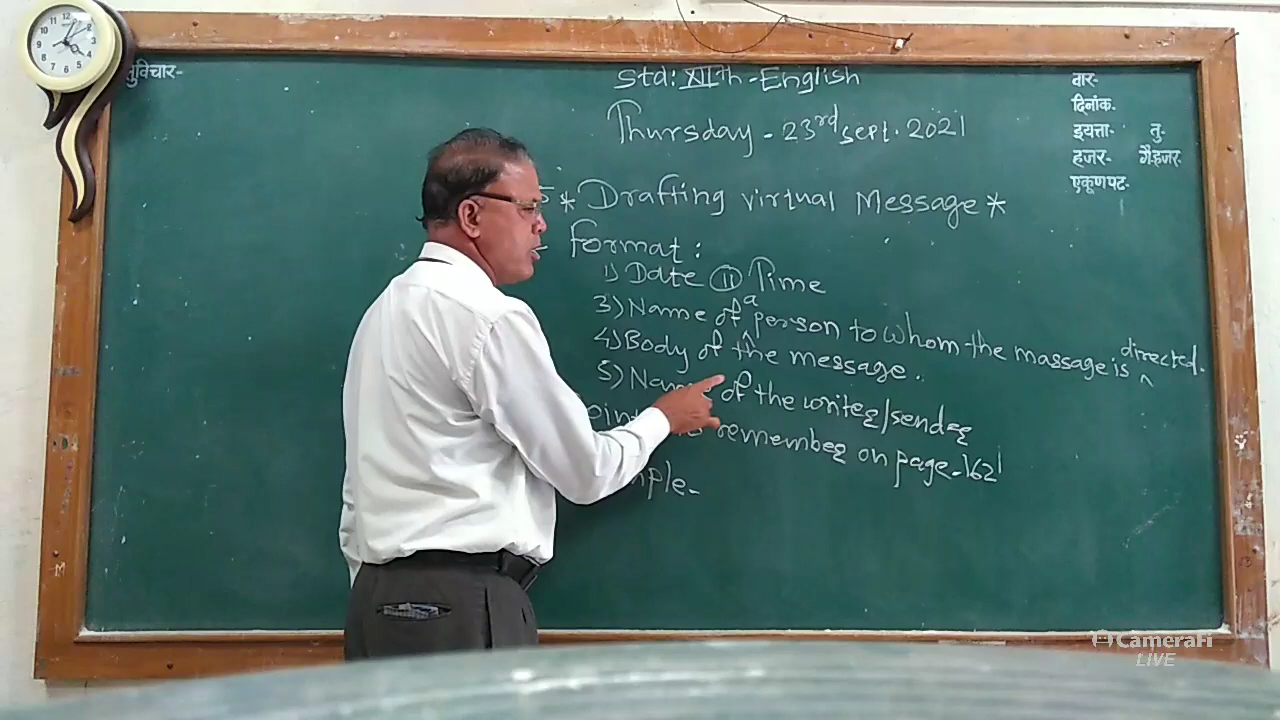 Std: XIIth - English
Thursday - 23rd Sept. 2021
* Drafting virtual Message *
Format:
1) Date (II) Time
3) Name of a person to whom the massage is directed.
4) Body of the message.
5) Name of the writer/sender
remember on page - 162
वार-
दिनांक-
इयत्ता- तु-
हजर- गैरहजर-
एकूण पट-
CameraFi
LIVE